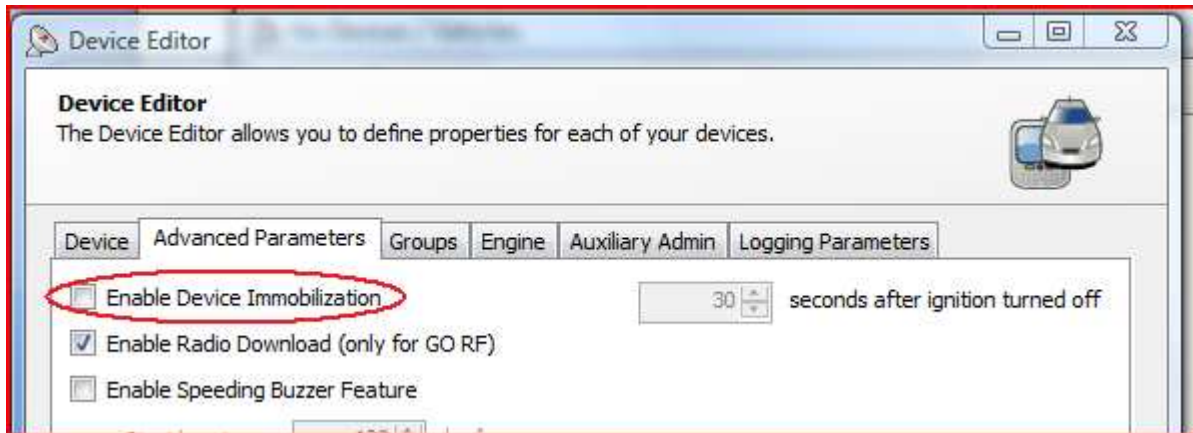 Device Editor
Device Editor
The Device Editor allows you to define properties for each of your devices.
Device Advanced Parameters Groups Engine Auxiliary Admin Logging Parameters
Enable Device Immobilization 30 seconds after ignition turned off
Enable Radio Download (only for GO RF)
Enable Speeding Buzzer Feature